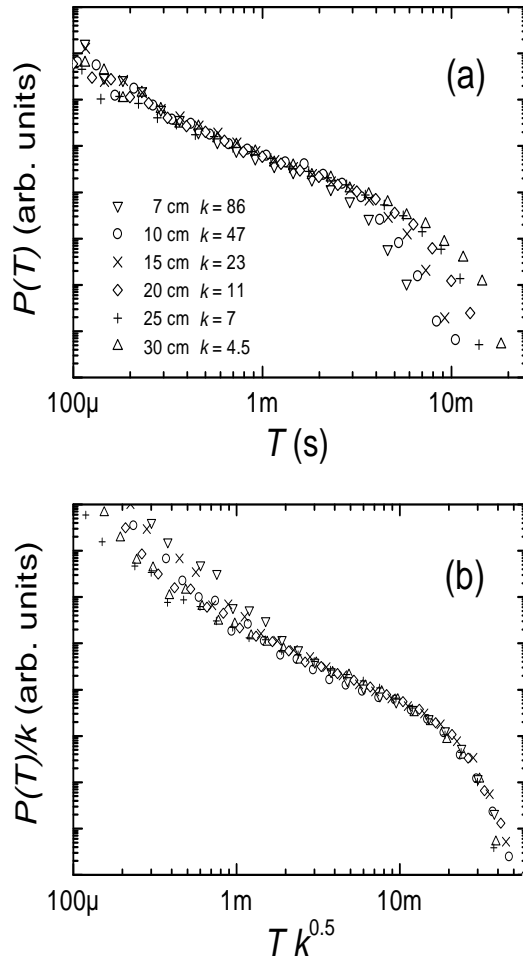 (a)
P(T) (arb. units)
▽ 7 cm k = 86
○ 10 cm k = 47
× 15 cm k = 23
◇ 20 cm k = 11
+ 25 cm k = 7
△ 30 cm k = 4.5
100µ 1m 10m
T (s)
(b)
P(T)/k (arb. units)
100µ 1m 10m
T k^0.5